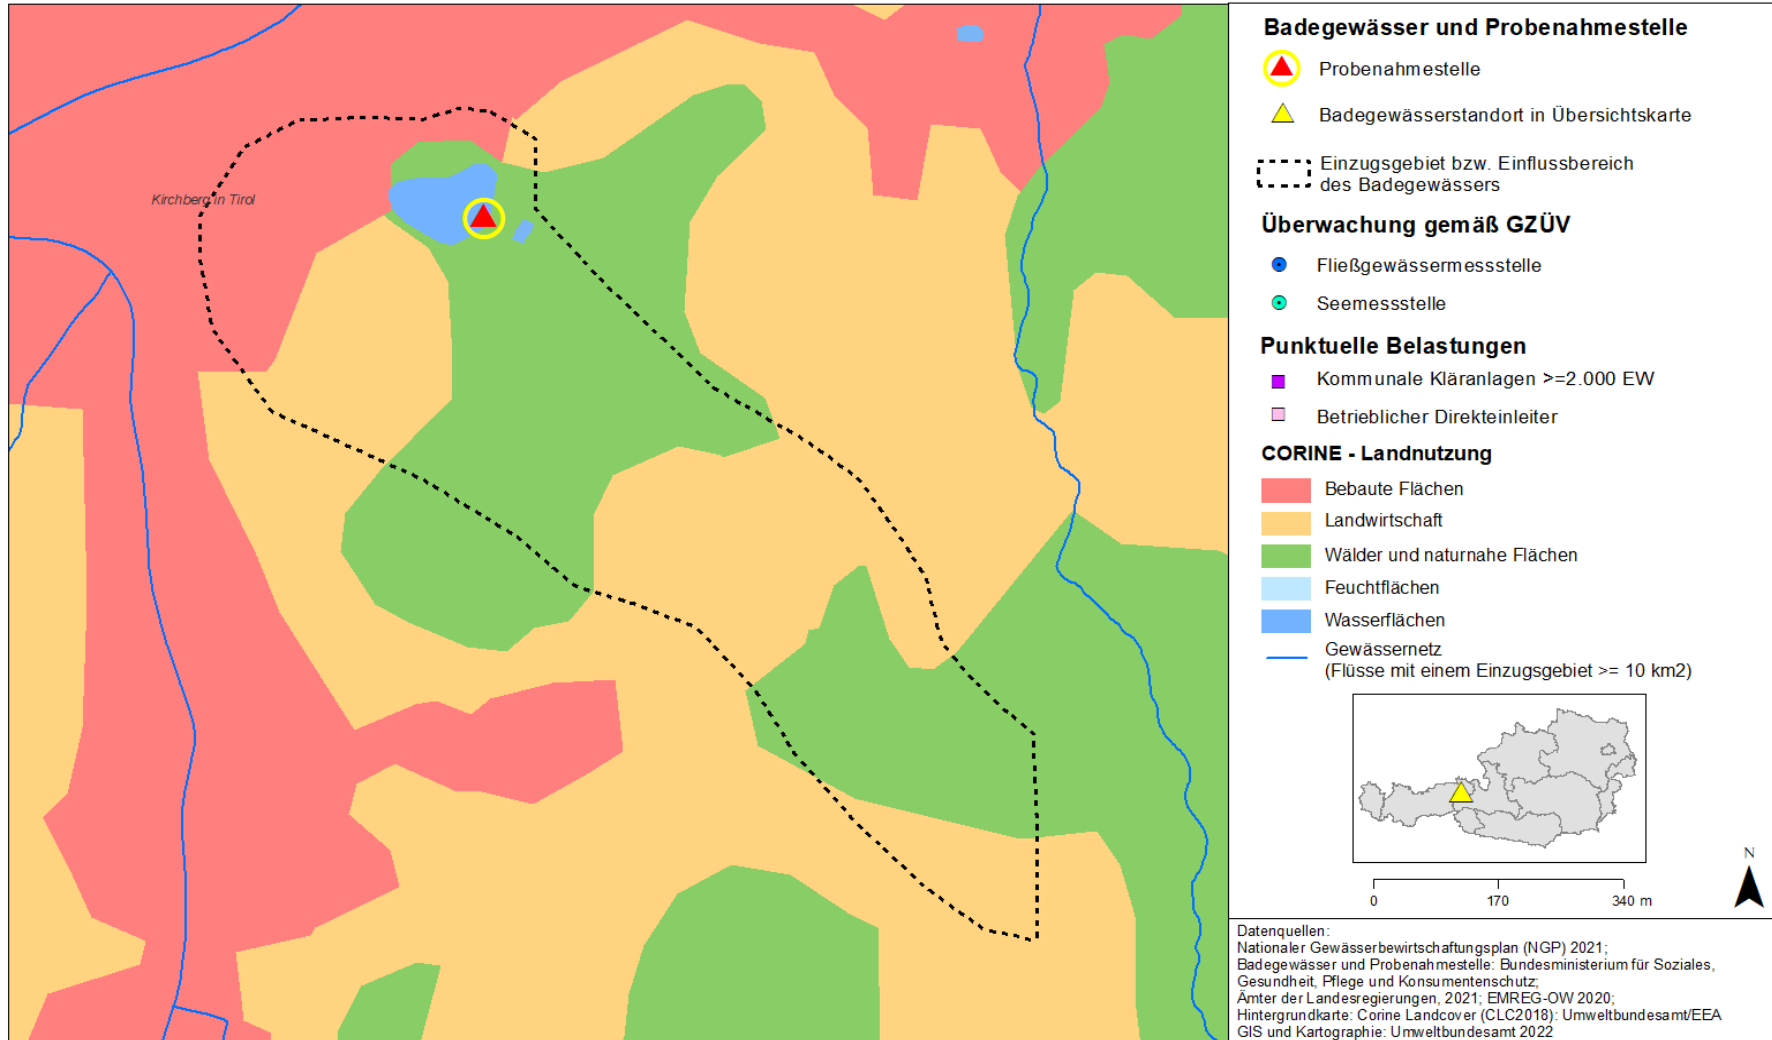 Kirchberg in Tirol
Badegewässer und Probenahmestelle
Probenahmestelle
Badegewässerstandort in Übersichtskarte
Einzugsgebiet bzw. Einflussbereich
des Badegewässers
Überwachung gemäß GZÜV
Fließgewässermessstelle
Seemessstelle
Punktuelle Belastungen
Kommunale Kläranlagen >=2.000 EW
Betrieblicher Direkteinleiter
CORINE - Landnutzung
Bebaute Flächen
Landwirtschaft
Wälder und naturnahe Flächen
Feuchtflächen
Wasserflächen
Gewässernetz
(Flüsse mit einem Einzugsgebiet >= 10 km2)
N
0 170 340 m
Datenquellen:
Nationaler Gewässerbewirtschaftungsplan (NGP) 2021;
Badegewässer und Probenahmestelle: Bundesministerium für Soziales,
Gesundheit, Pflege und Konsumentenschutz;
Ämter der Landesregierungen, 2021; EMREG-OW 2020;
Hintergrundkarte: Corine Landcover (CLC2018): Umweltbundesamt/EEA
GIS und Kartographie: Umweltbundesamt 2022